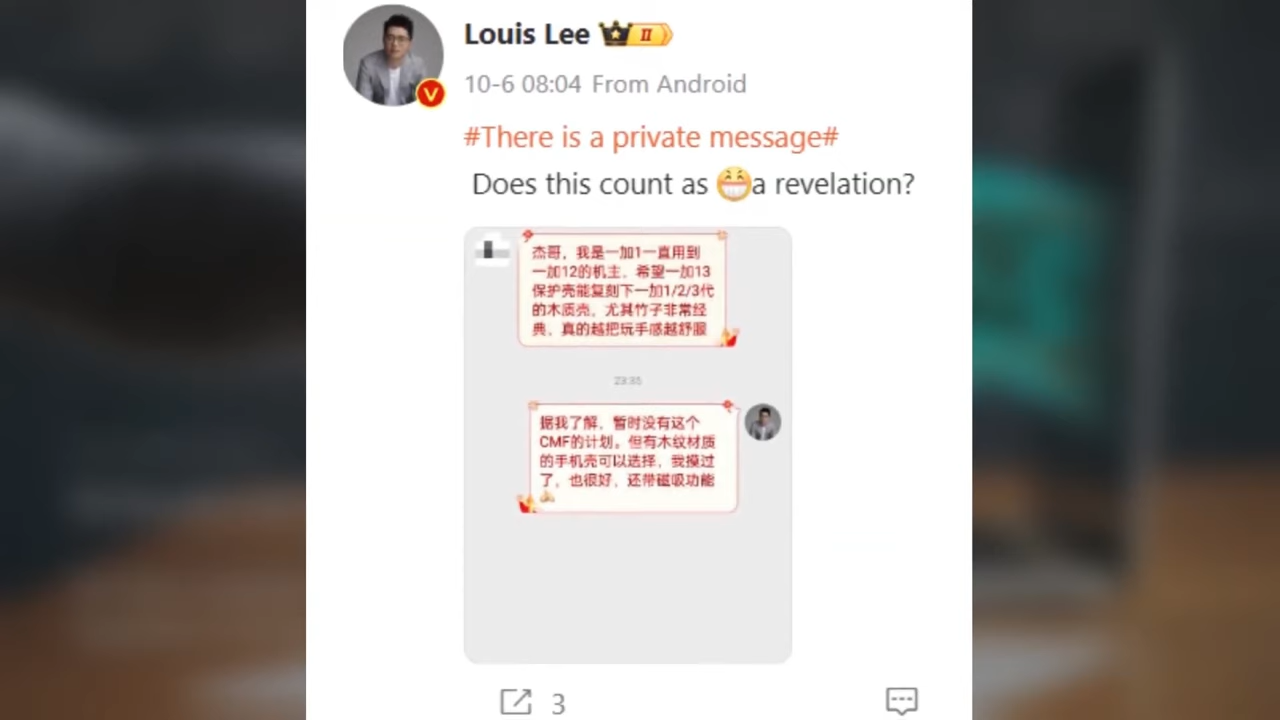 Louis Lee II
10-6 08:04 From Android
#There is a private message#
Does this count as 😁a revelation?
杰哥，我是一加1一直用到
一加12的机主，希望一加13
保护壳能复刻下一加1/2/3代
的木质壳，尤其竹子非常经
典，真的越把玩手感越舒服
23:35
据我了解，暂时没有这个
CMF的计划。但有木纹材质
的手机壳可以选择，我摸过
了，也很好，还带磁吸功能
3